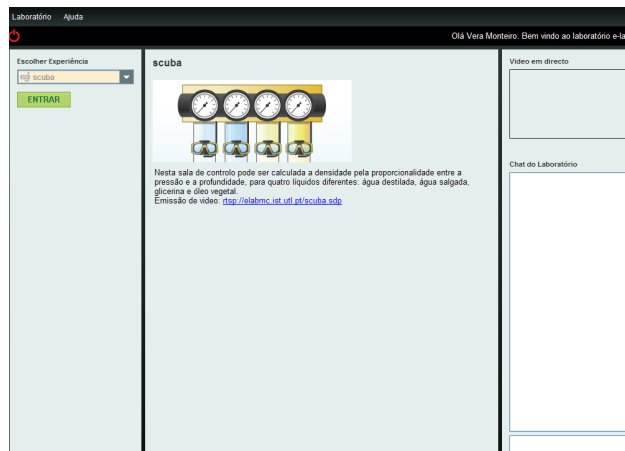 Laboratório Ajuda
Olá Vera Monteiro. Bem vindo ao laboratório e-la
Escolher Experiência
scuba
ENTRAR
scuba
Nesta sala de controlo pode ser calculada a densidade pela proporcionalidade entre a
pressão e a profundidade, para quatro líquidos diferentes: água destilada, água salgada,
glicerina e óleo vegetal.
Emissão de video: rtsp://elabmc.ist.utl.pt/scuba.sdp
Video em directo
Chat do Laboratório